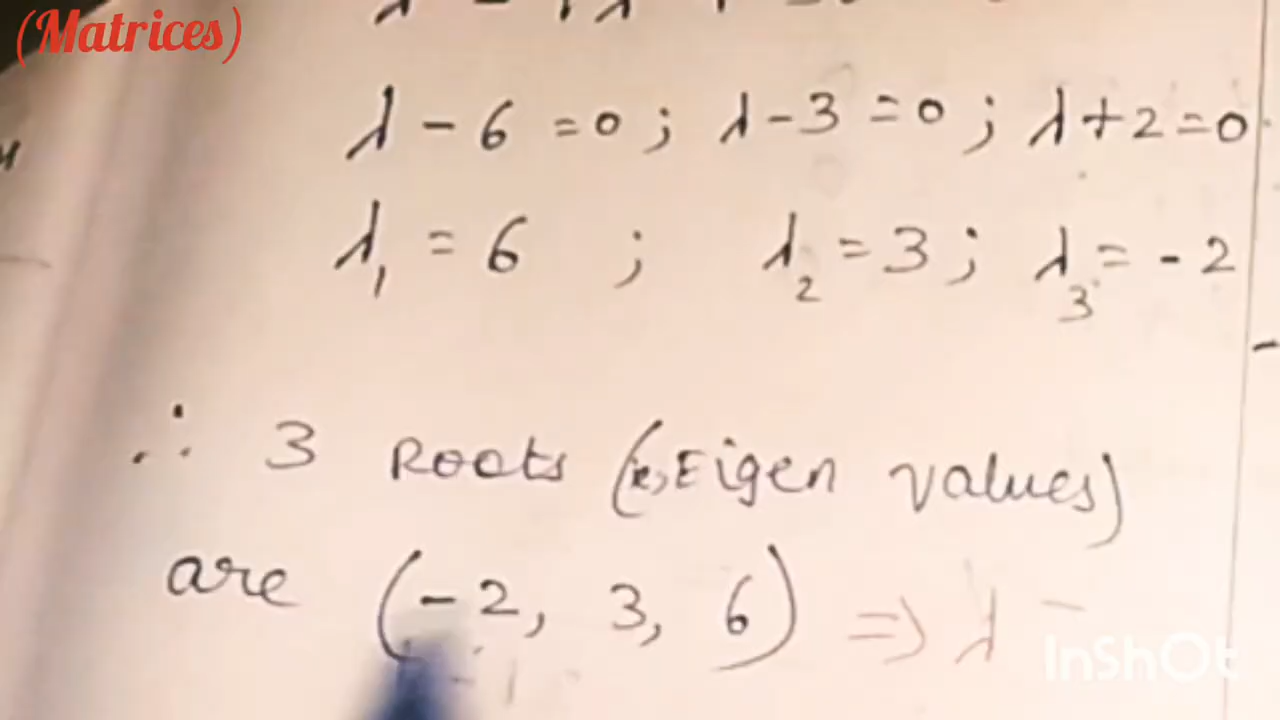 (Matrices)
λ - 6 = 0 ; λ - 3 = 0 ; λ + 2 = 0
λ₁ = 6 ; λ₂ = 3 ; λ₃ = - 2
∴ 3 Roots (ie, Eigen values)
are (-2, 3, 6) ⇒ λ
InShOt